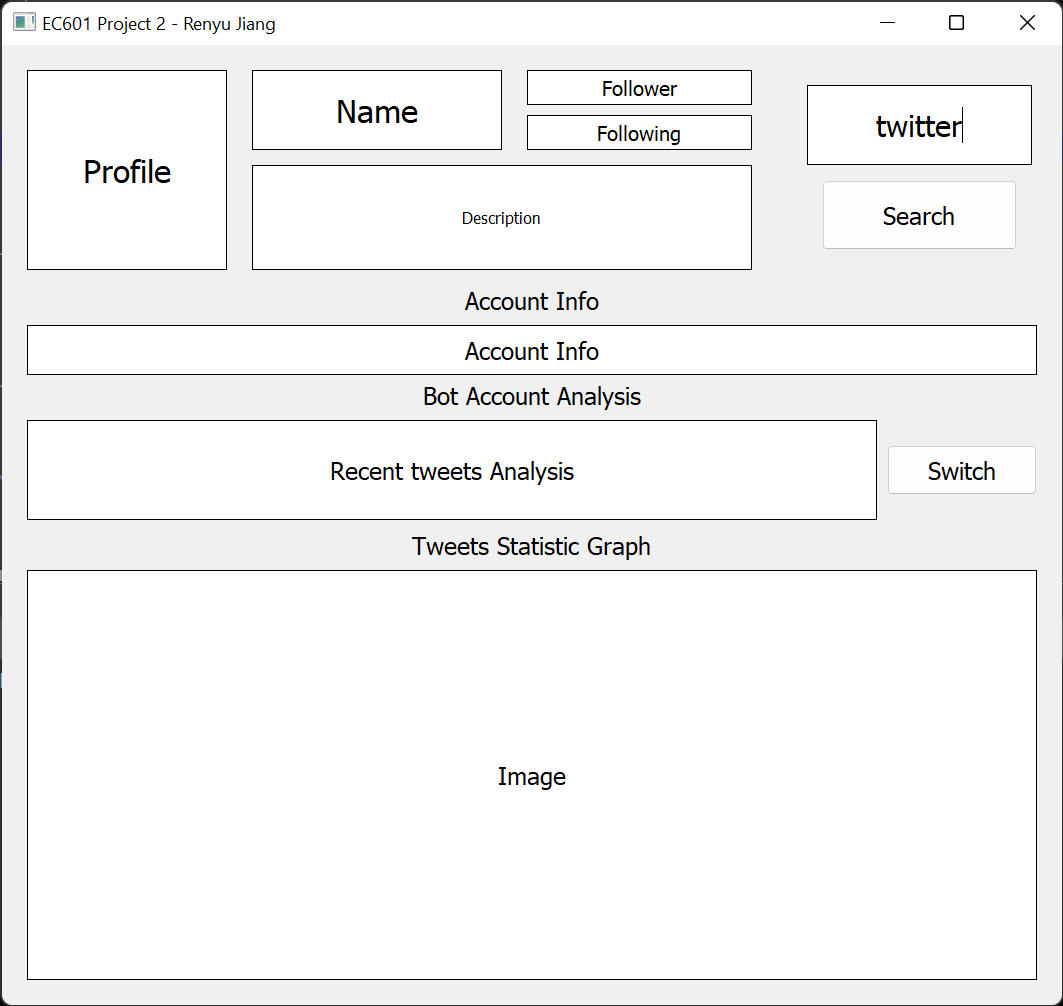 EC601 Project 2 - Renyu Jiang
Profile
Name
Follower
Following
Description
twitter
Search
Account Info
Account Info
Bot Account Analysis
Recent tweets Analysis
Switch
Tweets Statistic Graph
Image